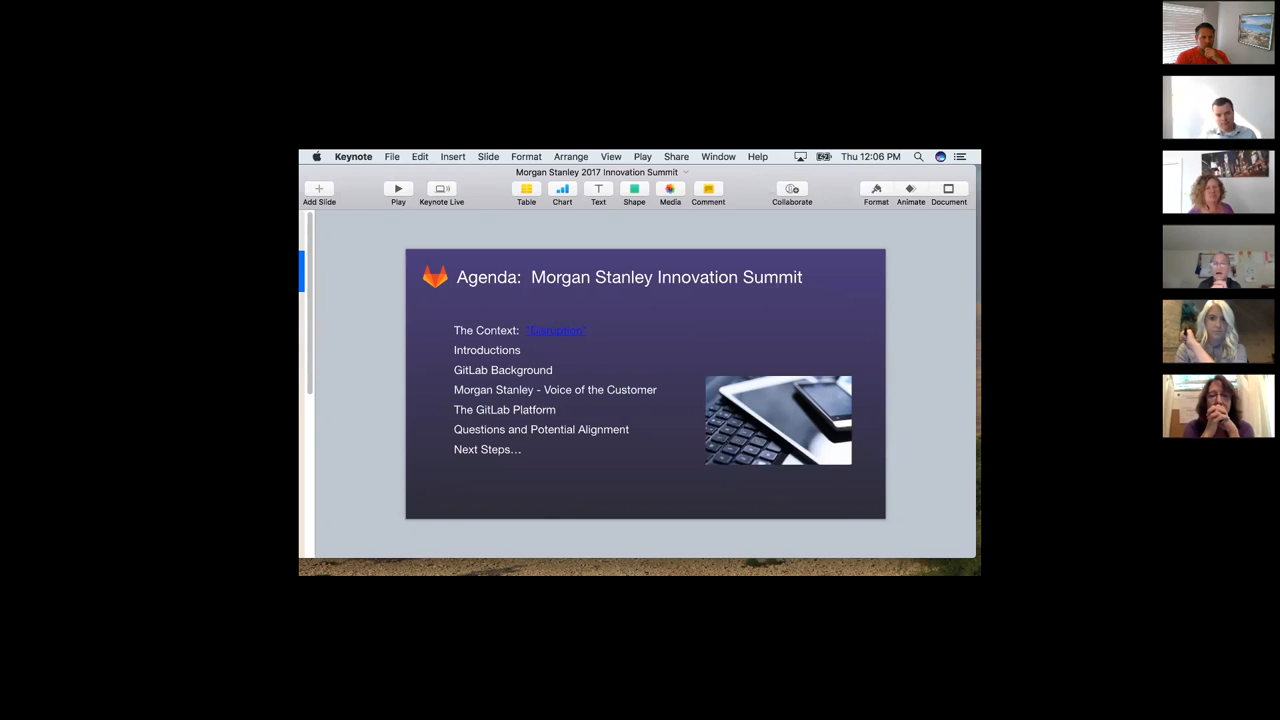 Keynote File Edit Insert Slide Format Arrange View Play Share Window Help Thu 12:06 PM
Morgan Stanley 2017 Innovation Summit
Add Slide Play Keynote Live Table Chart Text Shape Media Comment Collaborate Format Animate Document
Agenda: Morgan Stanley Innovation Summit
The Context: "Disruption"
Introductions
GitLab Background
Morgan Stanley - Voice of the Customer
The GitLab Platform
Questions and Potential Alignment
Next Steps…